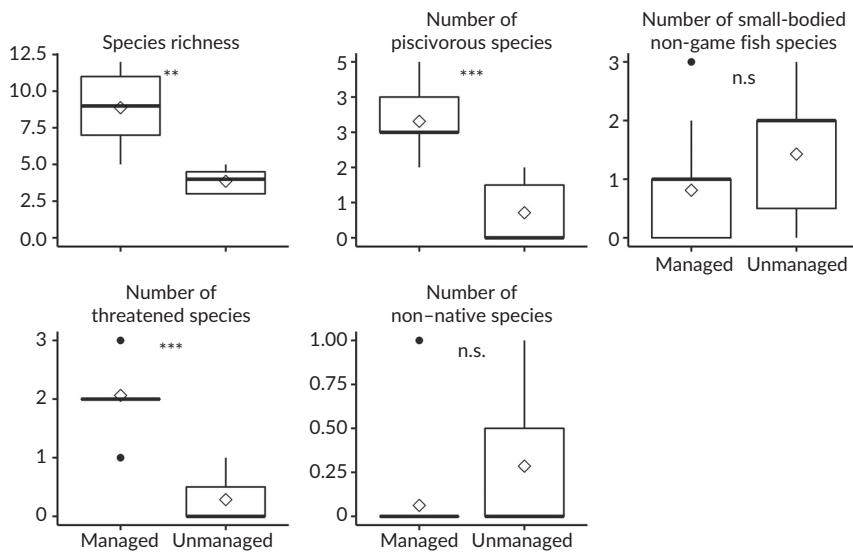 Species richness
**
12.5
10.0
7.5
5.0
2.5
0.0
Number of
piscivorous species
***
5
3
3
2
1
0
Number of small-bodied
non-game fish species
n.s
3
2
1
0
Managed Unmanaged
Number of
threatened species
***
3
2
1
0
Managed Unmanaged
Number of
non–native species
n.s.
1.00
0.75
0.50
0.25
0
Managed Unmanaged